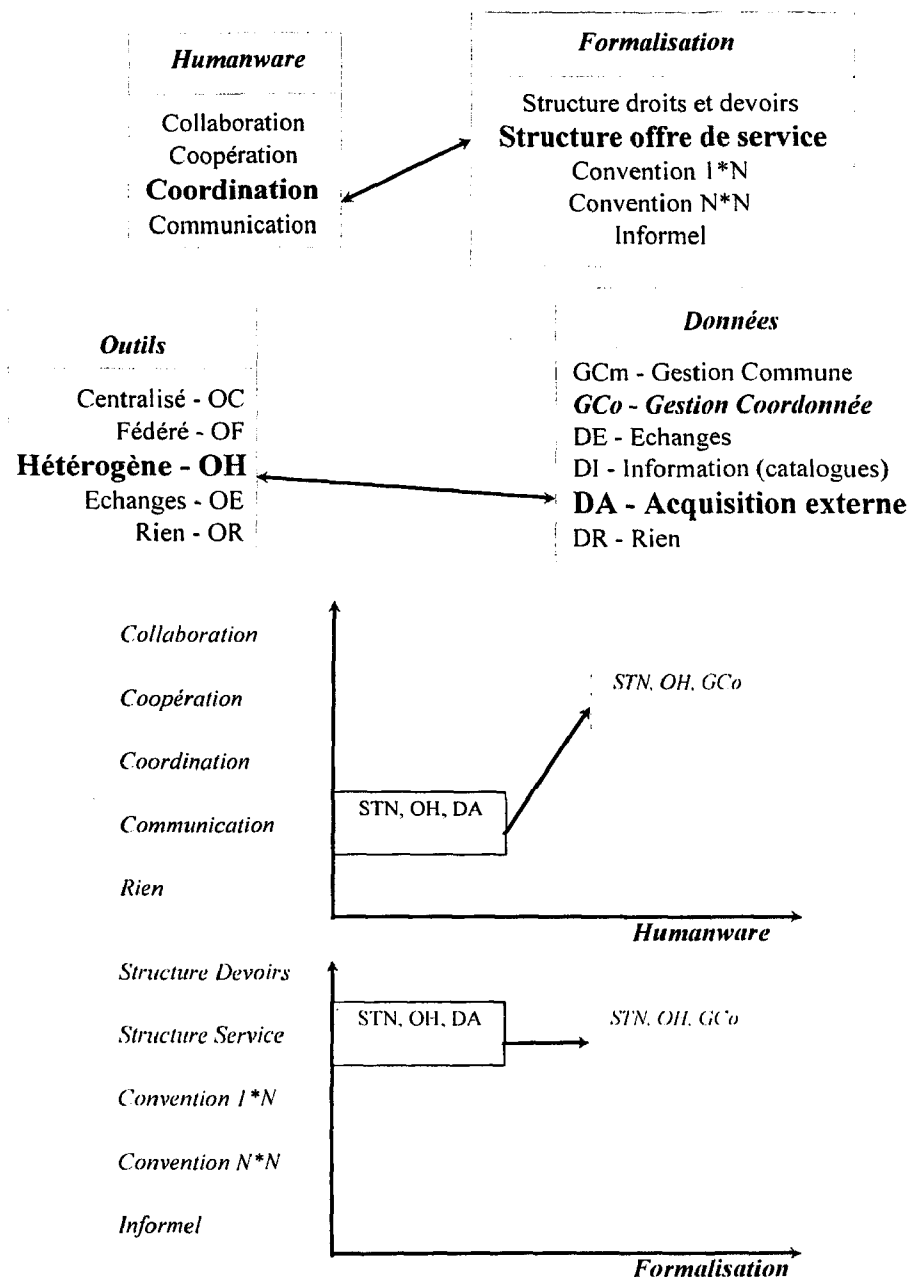 Humanware
Collaboration
Coopération
Coordination
Communication
Formalisation
Structure droits et devoirs
Structure offre de service
Convention 1*N
Convention N*N
Informel
Outils
Centralisé - OC
Fédéré - OF
Hétérogène - OH
Echanges - OE
Rien - OR
Données
GCm - Gestion Commune
GCo - Gestion Coordonnée
DE - Echanges
DI - Information (catalogues)
DA - Acquisition externe
DR - Rien
Collaboration
Coopération
Coordination
Communication
Rien
STN, OH, GCo
STN, OH, DA
Humanware
Structure Devoirs
Structure Service
Convention 1*N
Convention N*N
Informel
STN, OH, DA
STN, OH, GCo
Formalisation